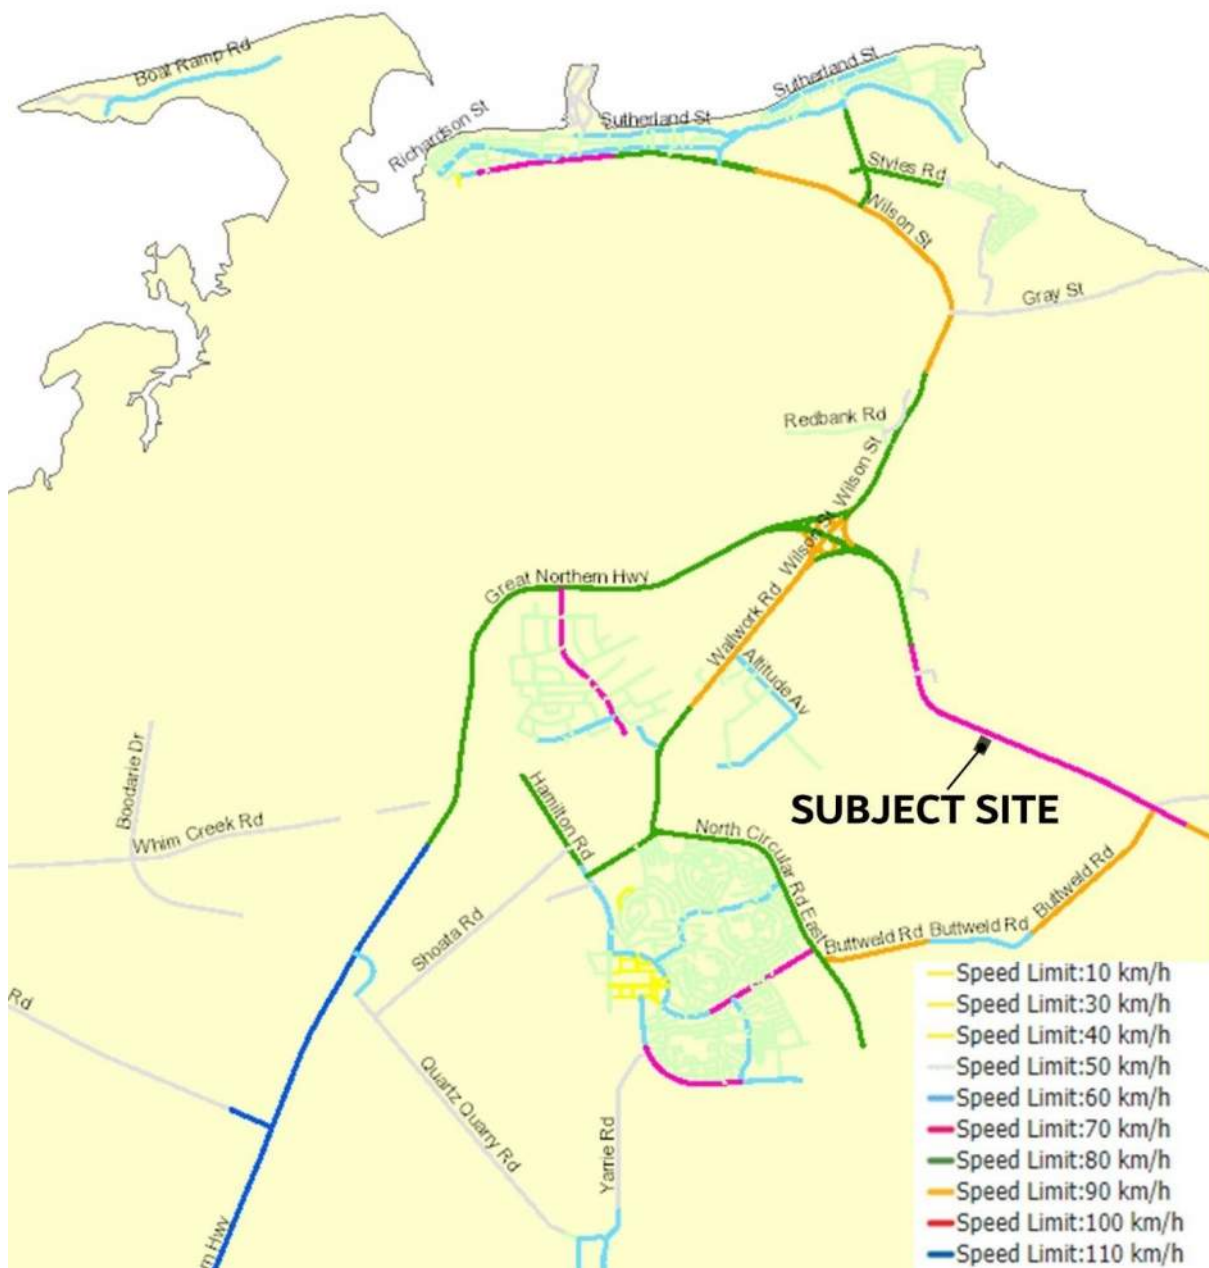 Boat Ramp Rd
Sutherland St
Richardson St
Sutherland St
Styles Rd
Wilson St
Gray St
Redbank Rd
Wilson St
Wilson St
Great Northern Hwy
Wallwork Rd
Altitude Av
Boodarie Dr
SUBJECT SITE
Whim Creek Rd
Hamilton Rd
North Circular Rd East
Buttweld Rd
Shoata Rd
Buttweld Rd
Buttweld Rd
Rd
Quartz Quarry Rd
Yarrie Rd
rn Hwy
Speed Limit:10 km/h
Speed Limit:30 km/h
Speed Limit:40 km/h
Speed Limit:50 km/h
Speed Limit:60 km/h
Speed Limit:70 km/h
Speed Limit:80 km/h
Speed Limit:90 km/h
Speed Limit:100 km/h
Speed Limit:110 km/h